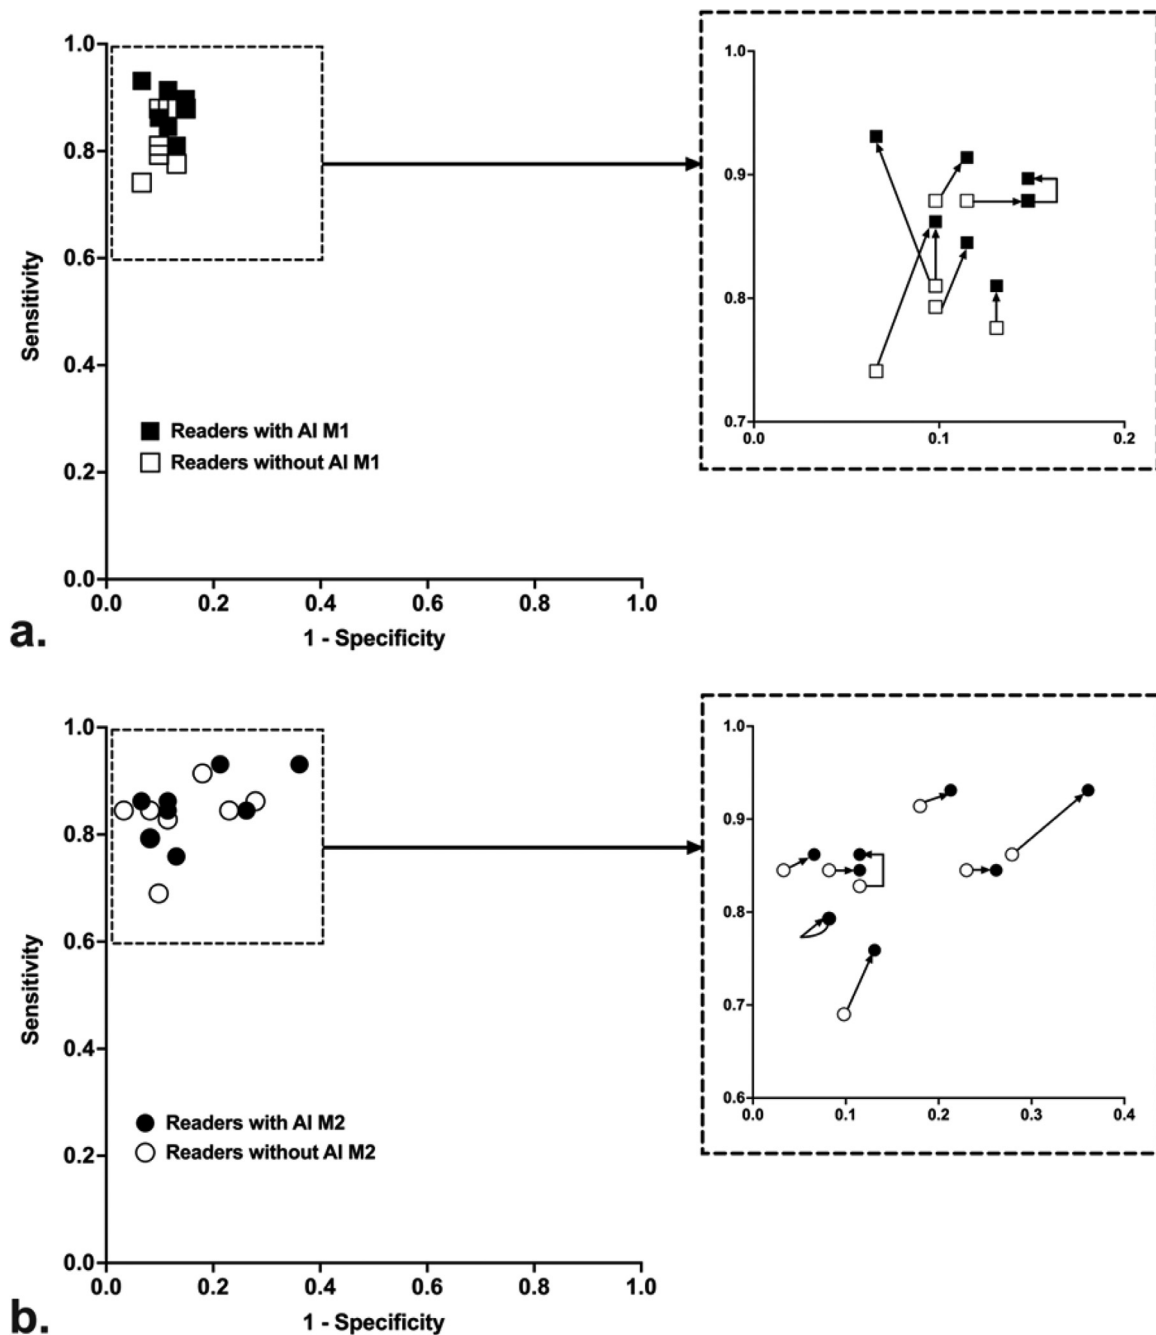 1.0
0.8
0.6
0.4
0.2
0.0
Sensitivity
Readers with AI M1
Readers without AI M1
0.0 0.2 0.4 0.6 0.8 1.0
1 - Specificity
1.0
0.9
0.8
0.7
0.0 0.1 0.2
a.
1.0
0.8
0.6
0.4
0.2
0.0
Sensitivity
Readers with AI M2
Readers without AI M2
0.0 0.2 0.4 0.6 0.8 1.0
1 - Specificity
1.0
0.9
0.8
0.7
0.6
0.0 0.1 0.2 0.3 0.4
b.